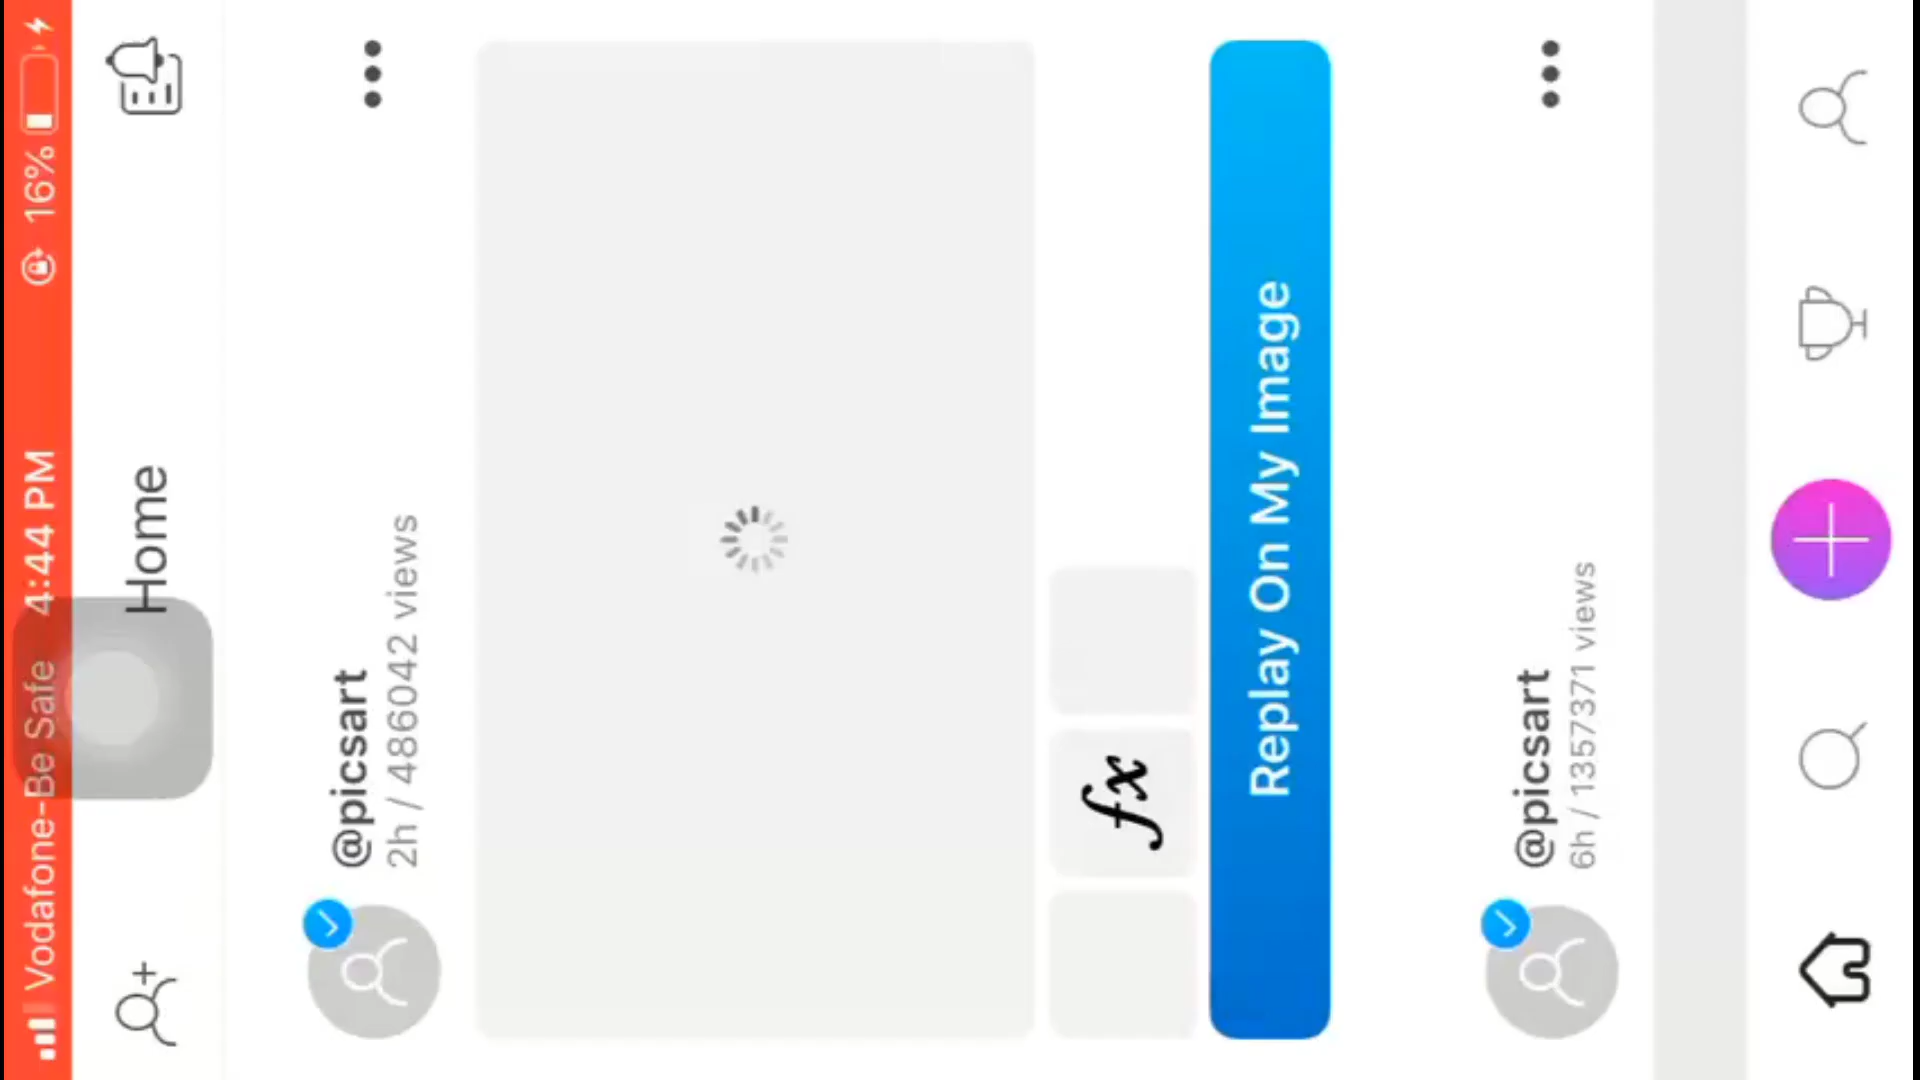 Vodafone-Be Safe 4:44 PM 16%
Home
@picsart
2h / 486042 views
fx
Replay On My Image
@picsart
6h / 1357371 views